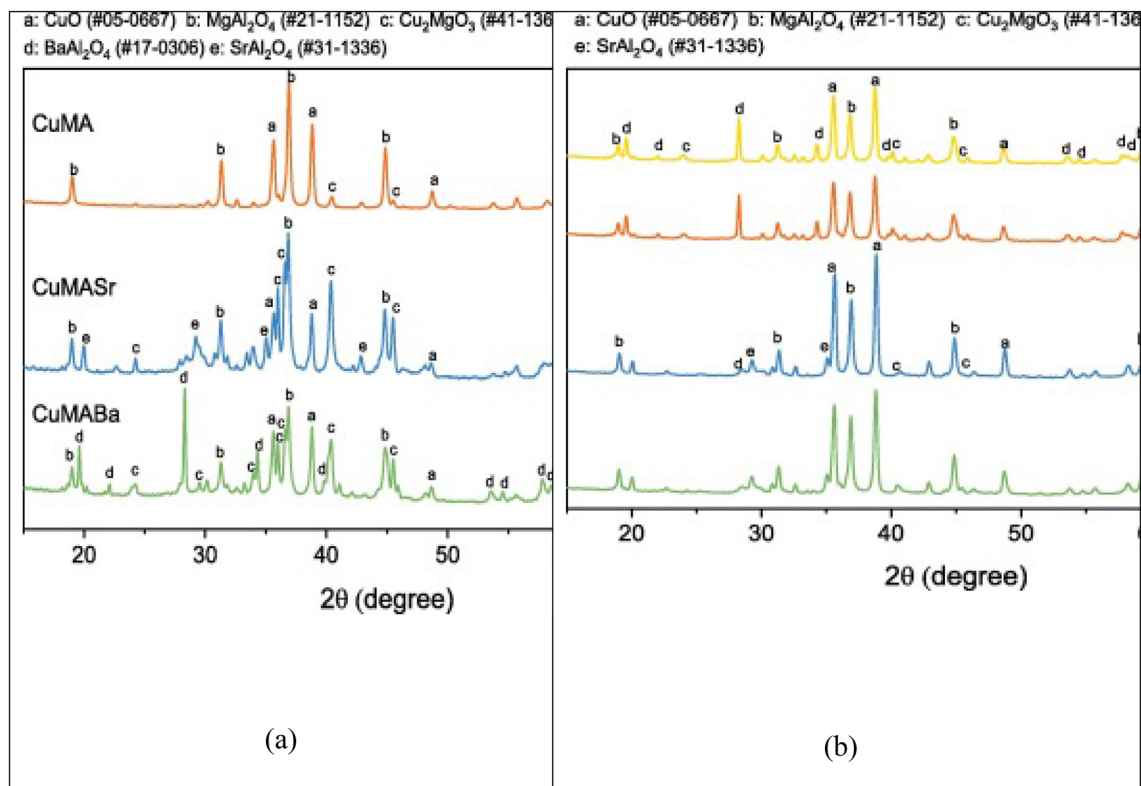 a: CuO (#05-0667) b: MgAl₂O₄ (#21-1152) c: Cu₂MgO₃ (#41-136
d: BaAl₂O₄ (#17-0306) e: SrAl₂O₄ (#31-1336)
CuMA
b b a b a c b c a
CuMASr
b e c e b e a c c b a c b c a
CuMABa
b d d c d c b c d a c c b a d c b c a d d d c
20 30 40 50
2θ (degree)
(a)
a: CuO (#05-0667) b: MgAl₂O₄ (#21-1152) c: Cu₂MgO₃ (#41-136
e: SrAl₂O₄ (#31-1336)
b d d c d b d a b a d c b c a d d d d
b d e b e a b a c b c a
20 30 40 50
2θ (degree)
(b)